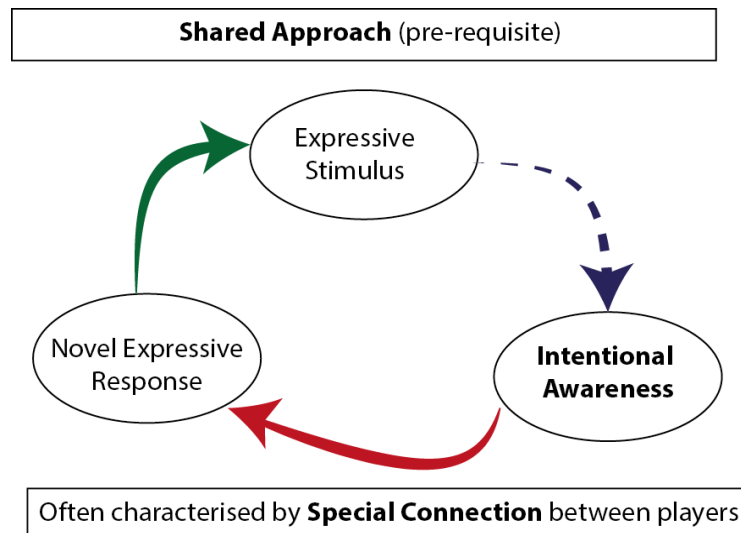 Shared Approach (pre-requisite)
Expressive
Stimulus
Novel Expressive
Response
Intentional
Awareness
Often characterised by Special Connection between players